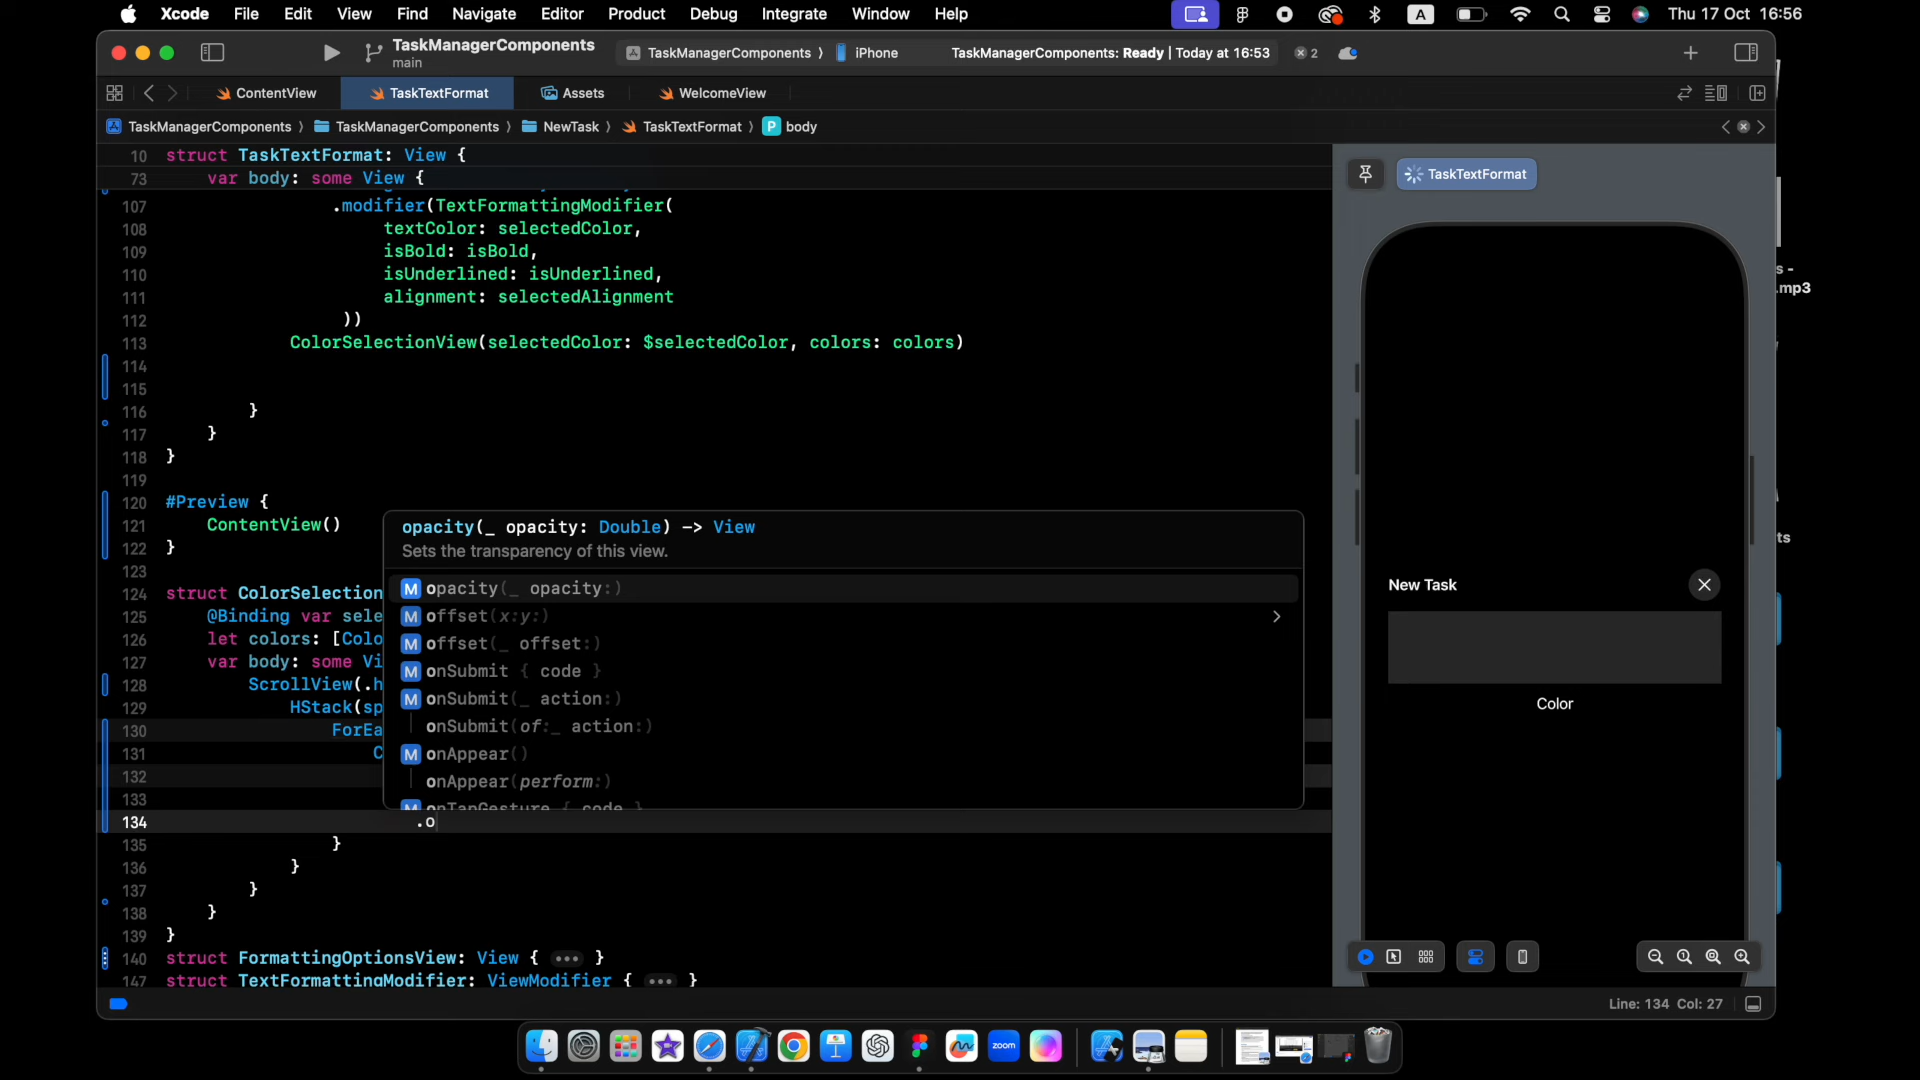 Xcode File Edit View Find Navigate Editor Product Debug Integrate Window Help A Thu 17 Oct 16:56
TaskManagerComponents
main
TaskManagerComponents 〉 iPhone
TaskManagerComponents: Ready | Today at 16:53
2
ContentView TaskTextFormat Assets WelcomeView
TaskManagerComponents 〉 TaskManagerComponents 〉 NewTask 〉 TaskTextFormat 〉 P body
10 struct TaskTextFormat: View {
73 var body: some View {
107 .modifier(TextFormattingModifier(
108 textColor: selectedColor,
109 isBold: isBold,
110 isUnderlined: isUnderlined,
111 alignment: selectedAlignment
112 ))
113 ColorSelectionView(selectedColor: $selectedColor, colors: colors)
114
115
116 }
117 }
118 }
119
120 #Preview {
121 ContentView()
122 }
123
124 struct ColorSelection
125 @Binding var sele
126 let colors: [Colo
127 var body: some Vi
128 ScrollView(.h
129 HStack(sp
130 ForEa
131 C
132
133
134 .o
135 }
136 }
137 }
138 }
139 }
140 struct FormattingOptionsView: View { ••• }
147 struct TextFormattingModifier: ViewModifier { ••• }
opacity(_ opacity: Double) -> View
Sets the transparency of this view.
M opacity(_ opacity:)
M offset(x:y:)
M offset(_ offset:)
M onSubmit { code }
M onSubmit(_ action:)
onSubmit(of:_ action:)
M onAppear()
onAppear(perform:)
M onTapGesture { code }
TaskTextFormat
New Task
Color
s -
.mp3
ts
Line: 134 Col: 27
zoom